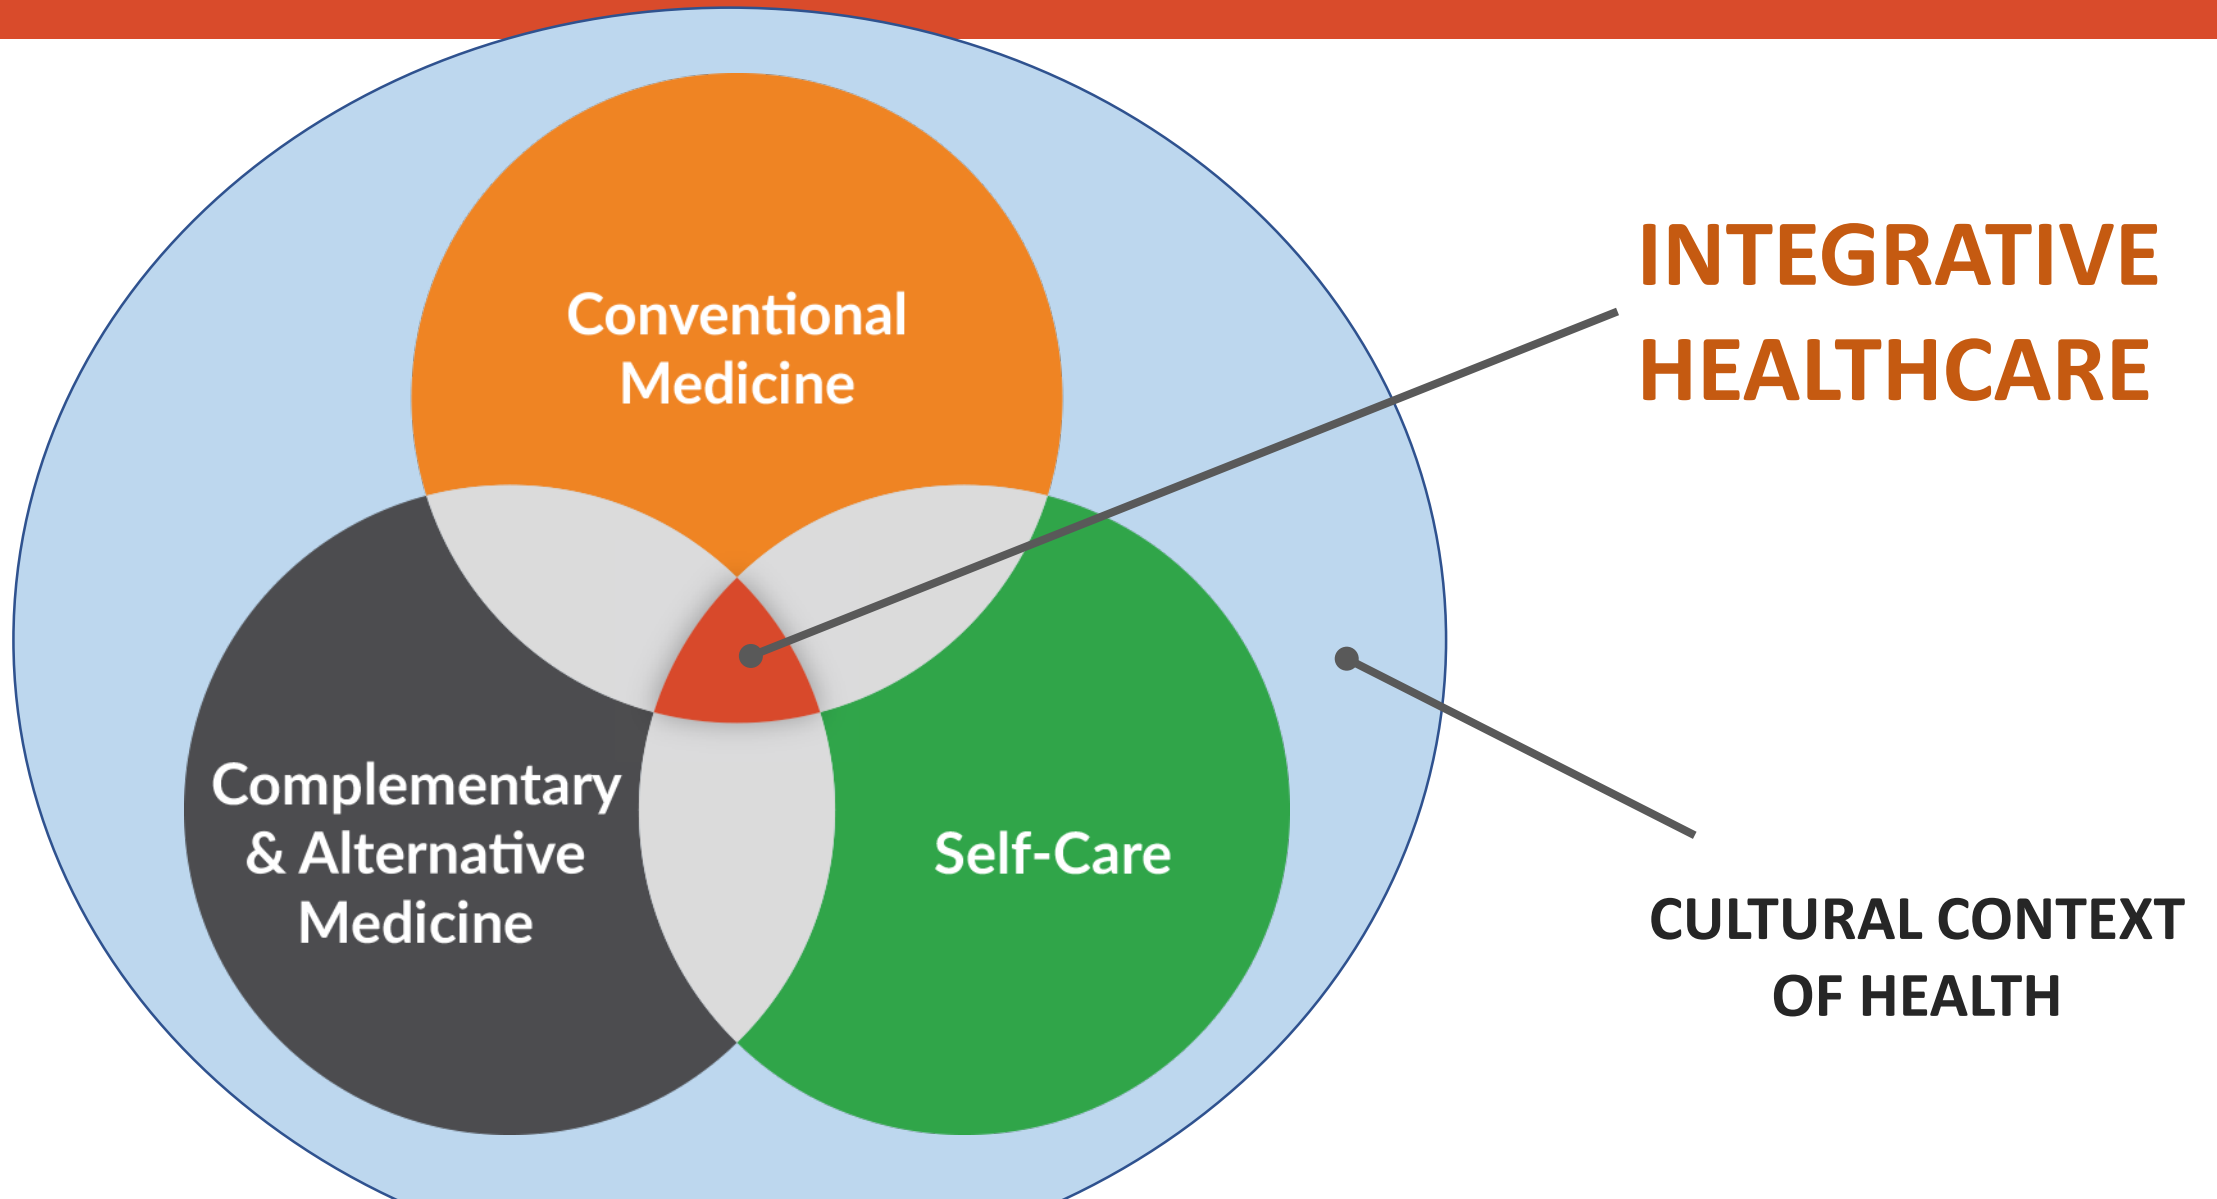 Conventional
Medicine
INTEGRATIVE
HEALTHCARE
Complementary
& Alternative
Medicine
Self-Care
CULTURAL CONTEXT
OF HEALTH